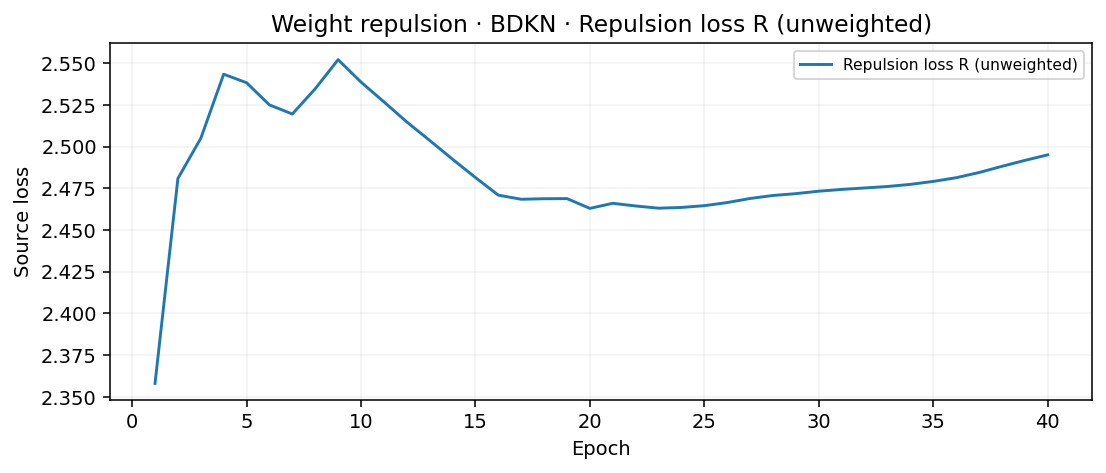 Weight repulsion · BDKN · Repulsion loss R (unweighted)
Repulsion loss R (unweighted)
Source loss
2.550
2.525
2.500
2.475
2.450
2.425
2.400
2.375
2.350
0 5 10 15 20 25 30 35 40
Epoch